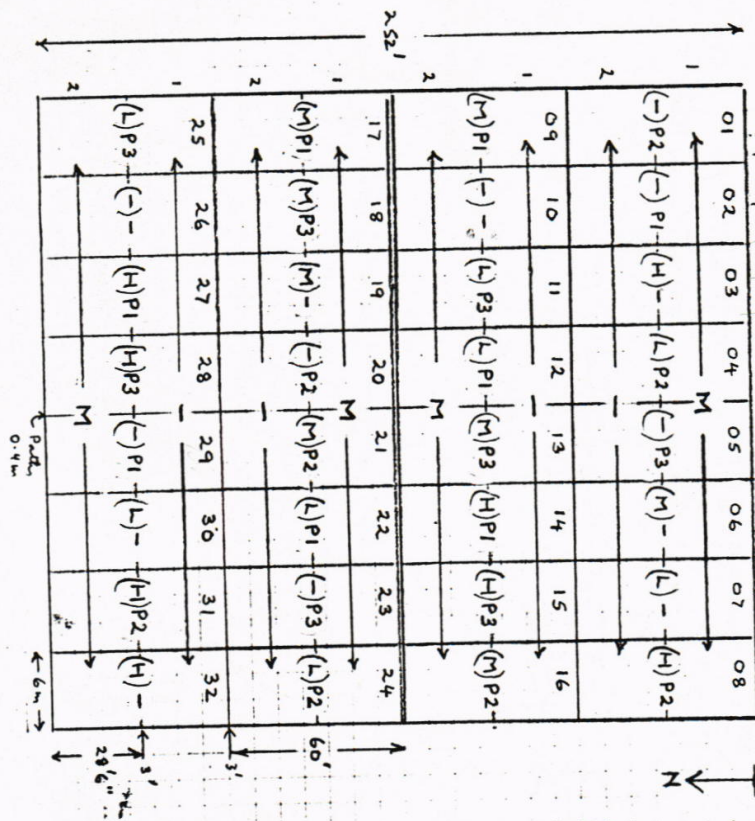 N
01 02 03 04 05 06 07 08
1 M
(-)P2-(-)P1-(H)- -(L)P2-(-)P3-(M)- -(L)- -(H)P2
2 I
09 10 11 12 13 14 15 16
1 I
(M)P1-(-)- -(L)P3-(L)P1-(M)P3-(H)P1-(H)P3-(M)P2
2 M
252'
17 18 19 20 21 22 23 24
1 M
(M)P1-(M)P3-(M)- -(-)P2-(M)P2-(L)P1-(-)P3-(L)P2
60'
2 I
3'
25 26 27 28 29 30 31 32
1 I
(L)P3-(-)- -(H)P1-(H)P3-(-)P1-(L)- -(H)P2-(H)-
3'
2 M
28'6"
Paths
0.4m
6m